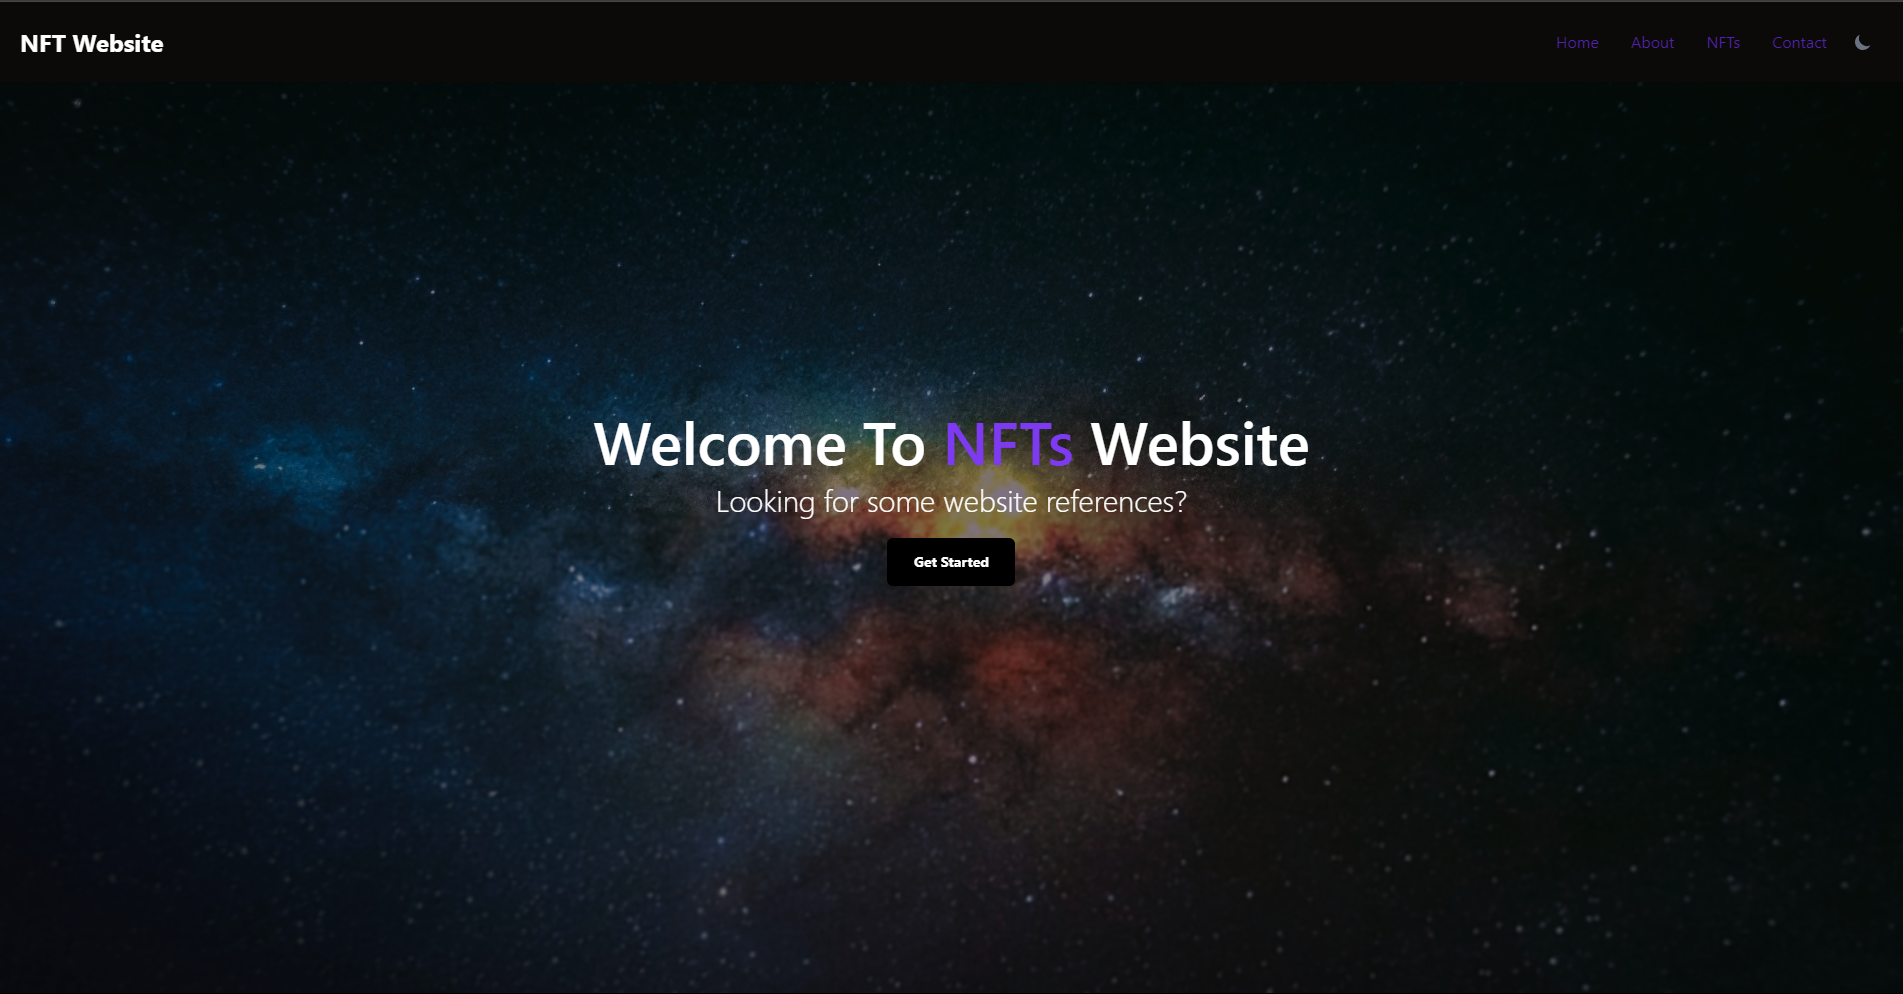 NFT Website
Home About NFTs Contact
Welcome To NFTs Website
Looking for some website references?
Get Started